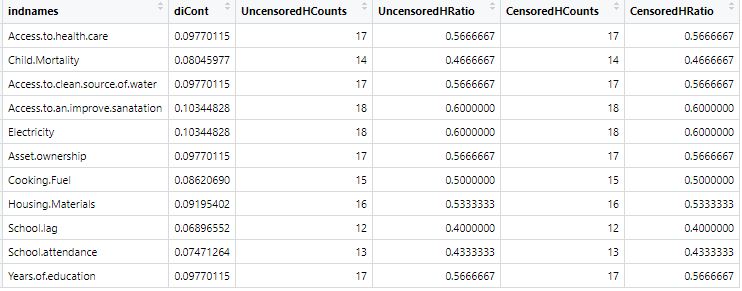 indnames diCont UncensoredHCounts UncensoredHRatio CensoredHCounts CensoredHRatio
Access.to.health.care 0.09770115 17 0.5666667 17 0.5666667
Child.Mortality 0.08045977 14 0.4666667 14 0.4666667
Access.to.clean.source.of.water 0.09770115 17 0.5666667 17 0.5666667
Access.to.an.improve.sanatation 0.10344828 18 0.6000000 18 0.6000000
Electricity 0.10344828 18 0.6000000 18 0.6000000
Asset.ownership 0.09770115 17 0.5666667 17 0.5666667
Cooking.Fuel 0.08620690 15 0.5000000 15 0.5000000
Housing.Materials 0.09195402 16 0.5333333 16 0.5333333
School.lag 0.06896552 12 0.4000000 12 0.4000000
School.attendance 0.07471264 13 0.4333333 13 0.4333333
Years.of.education 0.09770115 17 0.5666667 17 0.5666667